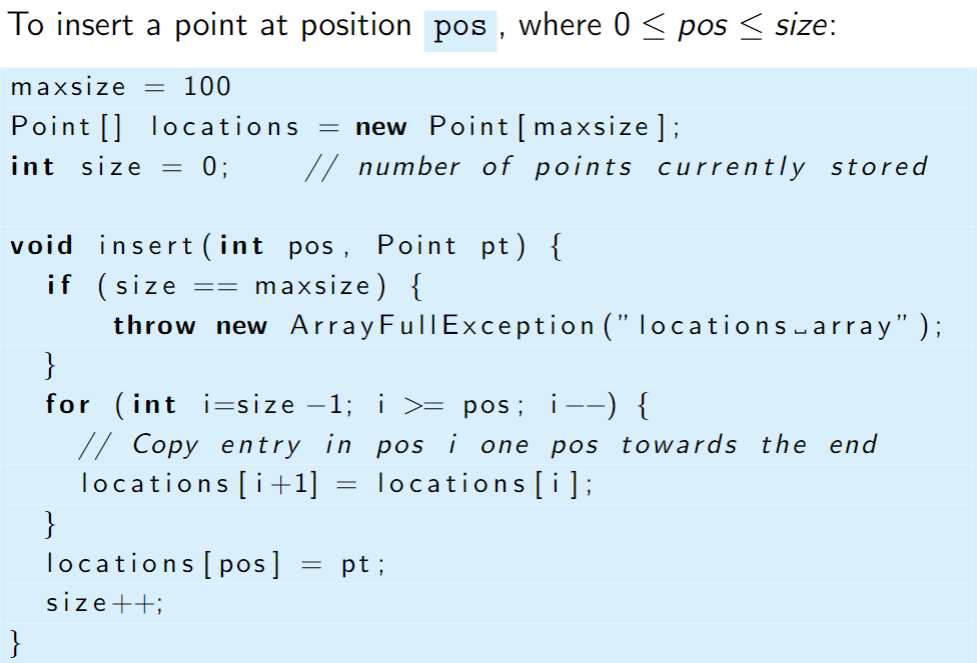 To insert a point at position pos, where 0 ≤ pos ≤ size:
maxsize = 100
Point[] locations = new Point[maxsize];
int size = 0; // number of points currently stored
void insert(int pos, Point pt) {
if (size == maxsize) {
throw new ArrayFullException("locations␣array");
}
for (int i=size-1; i >= pos; i--) {
// Copy entry in pos i one pos towards the end
locations[i+1] = locations[i];
}
locations[pos] = pt;
size++;
}